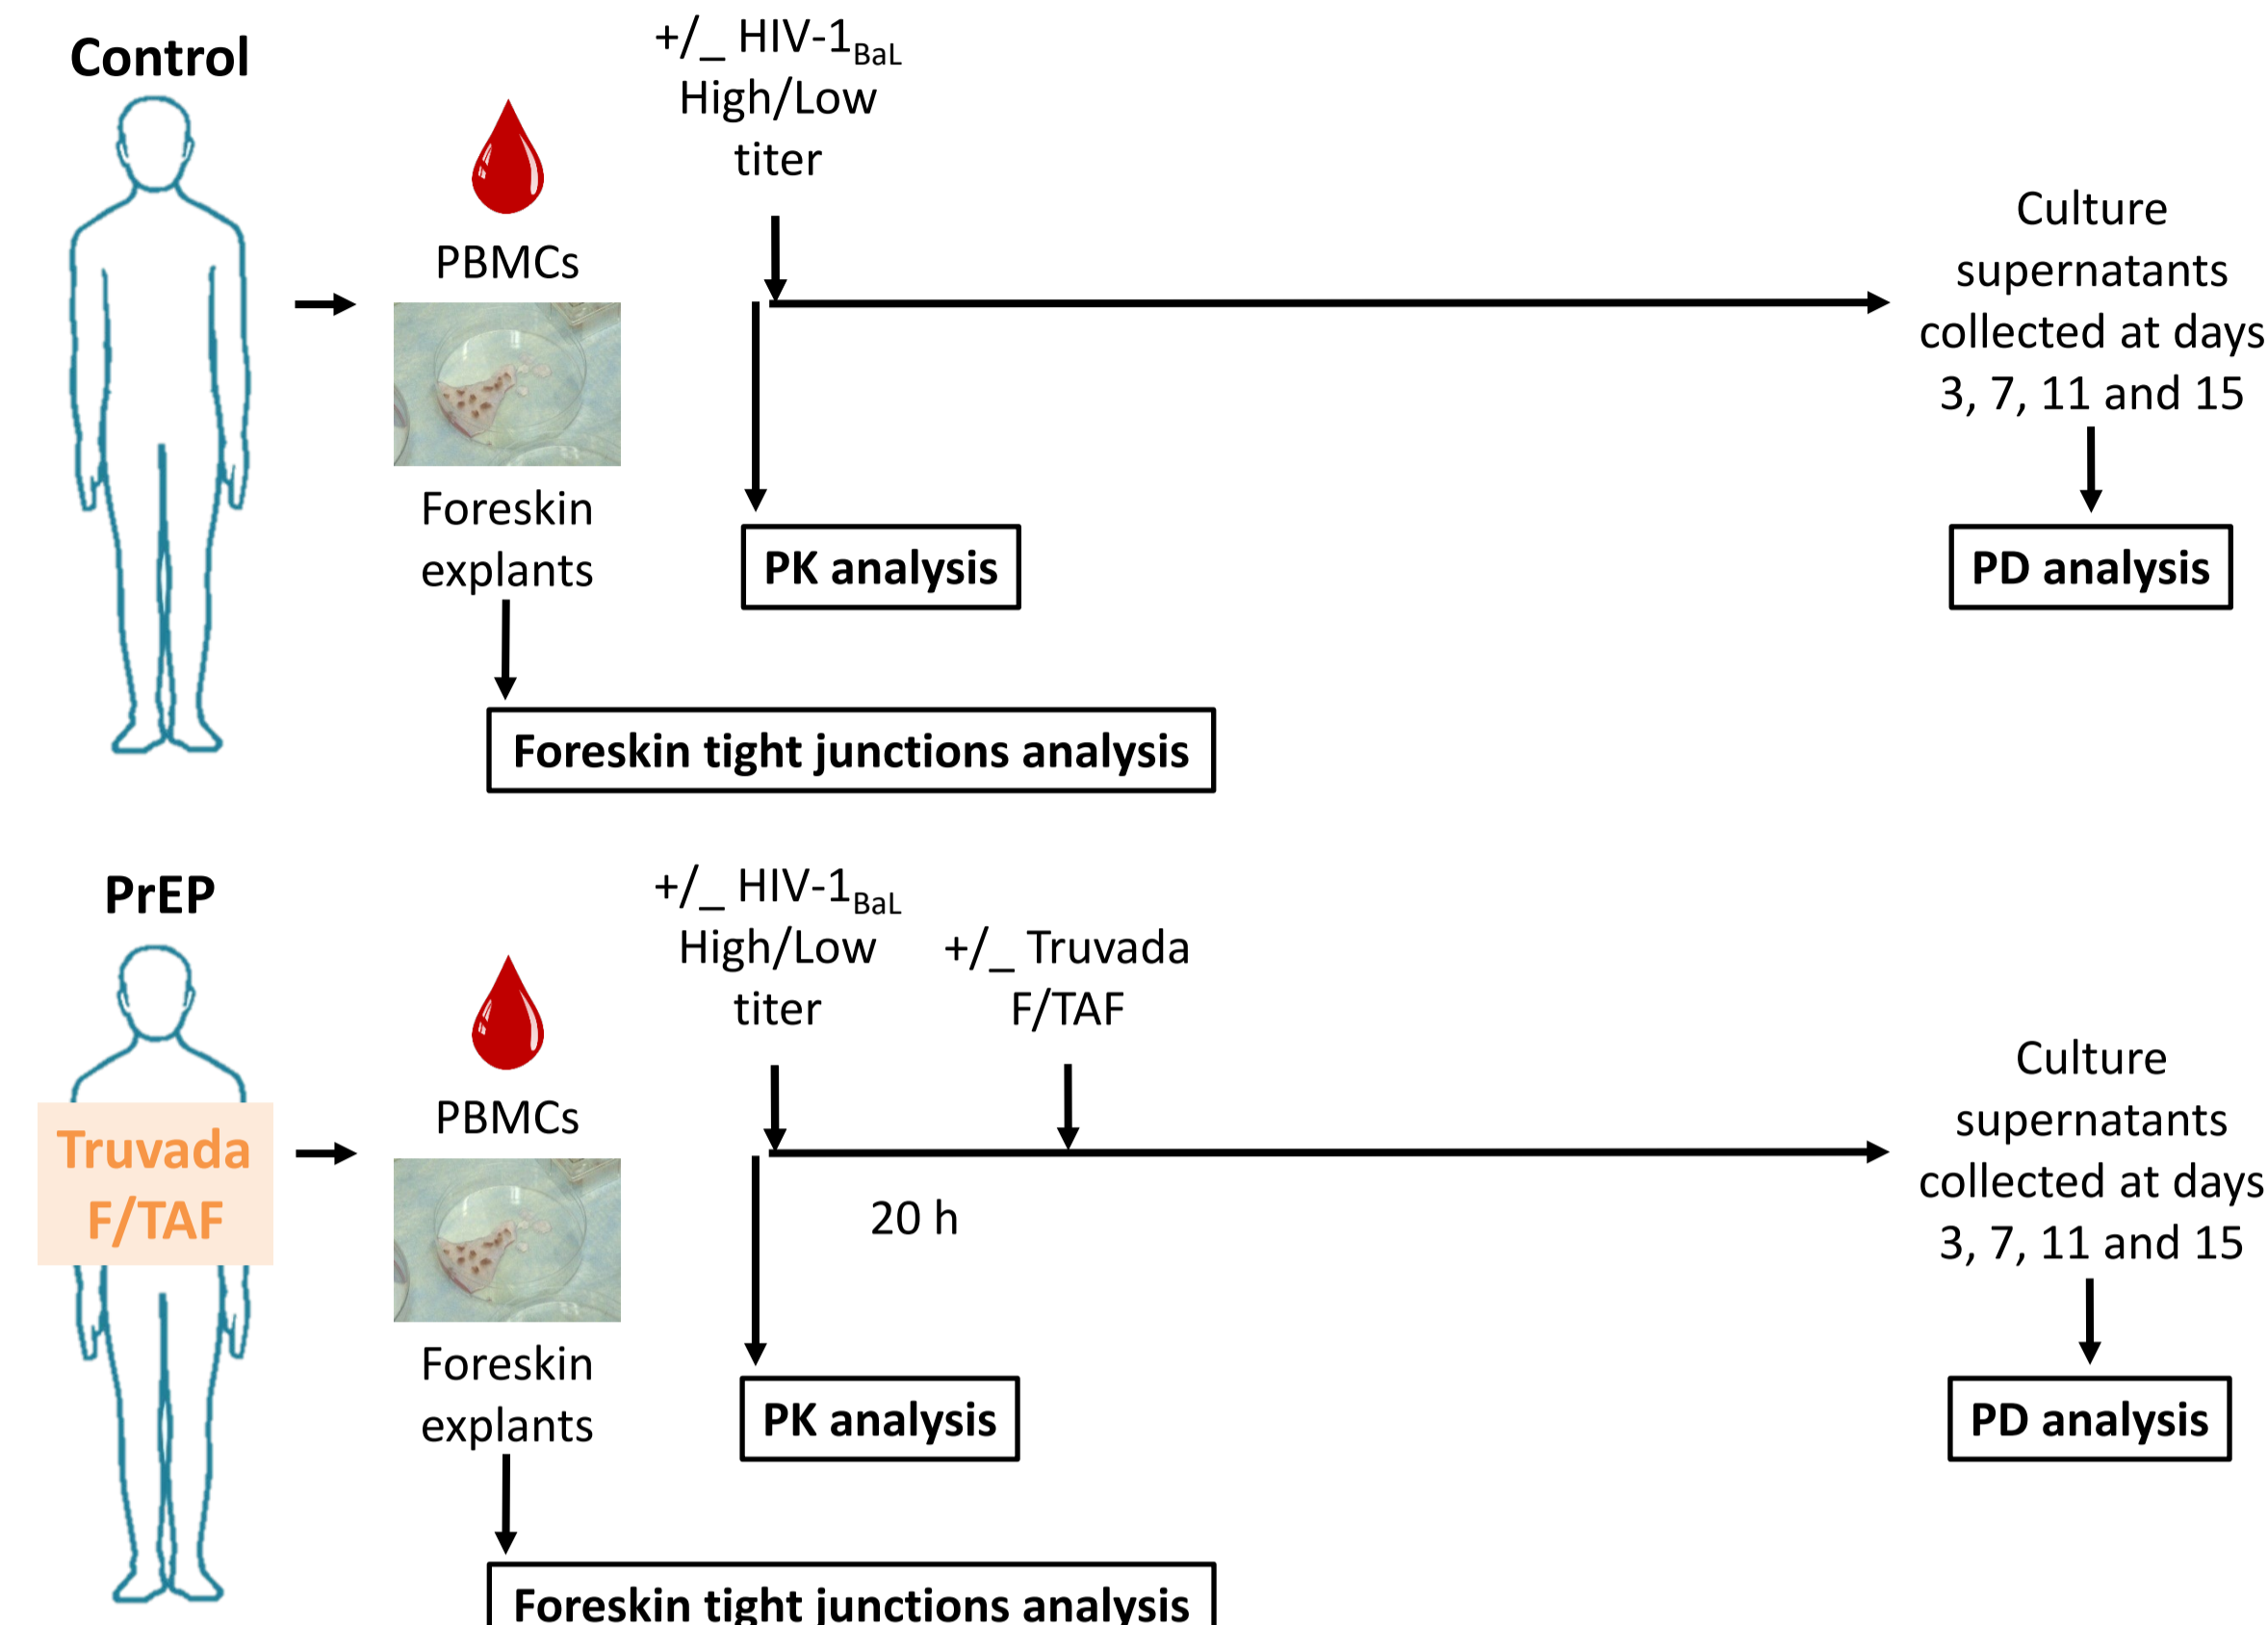 Control
+/_ HIV-1BaL
High/Low
titer
PBMCs
Foreskin
explants
Culture
supernatants
collected at days
3, 7, 11 and 15
PK analysis
PD analysis
Foreskin tight junctions analysis
PrEP
Truvada
F/TAF
+/_ HIV-1BaL
High/Low
titer
+/_ Truvada
F/TAF
PBMCs
Foreskin
explants
20 h
Culture
supernatants
collected at days
3, 7, 11 and 15
PK analysis
PD analysis
Foreskin tight junctions analysis